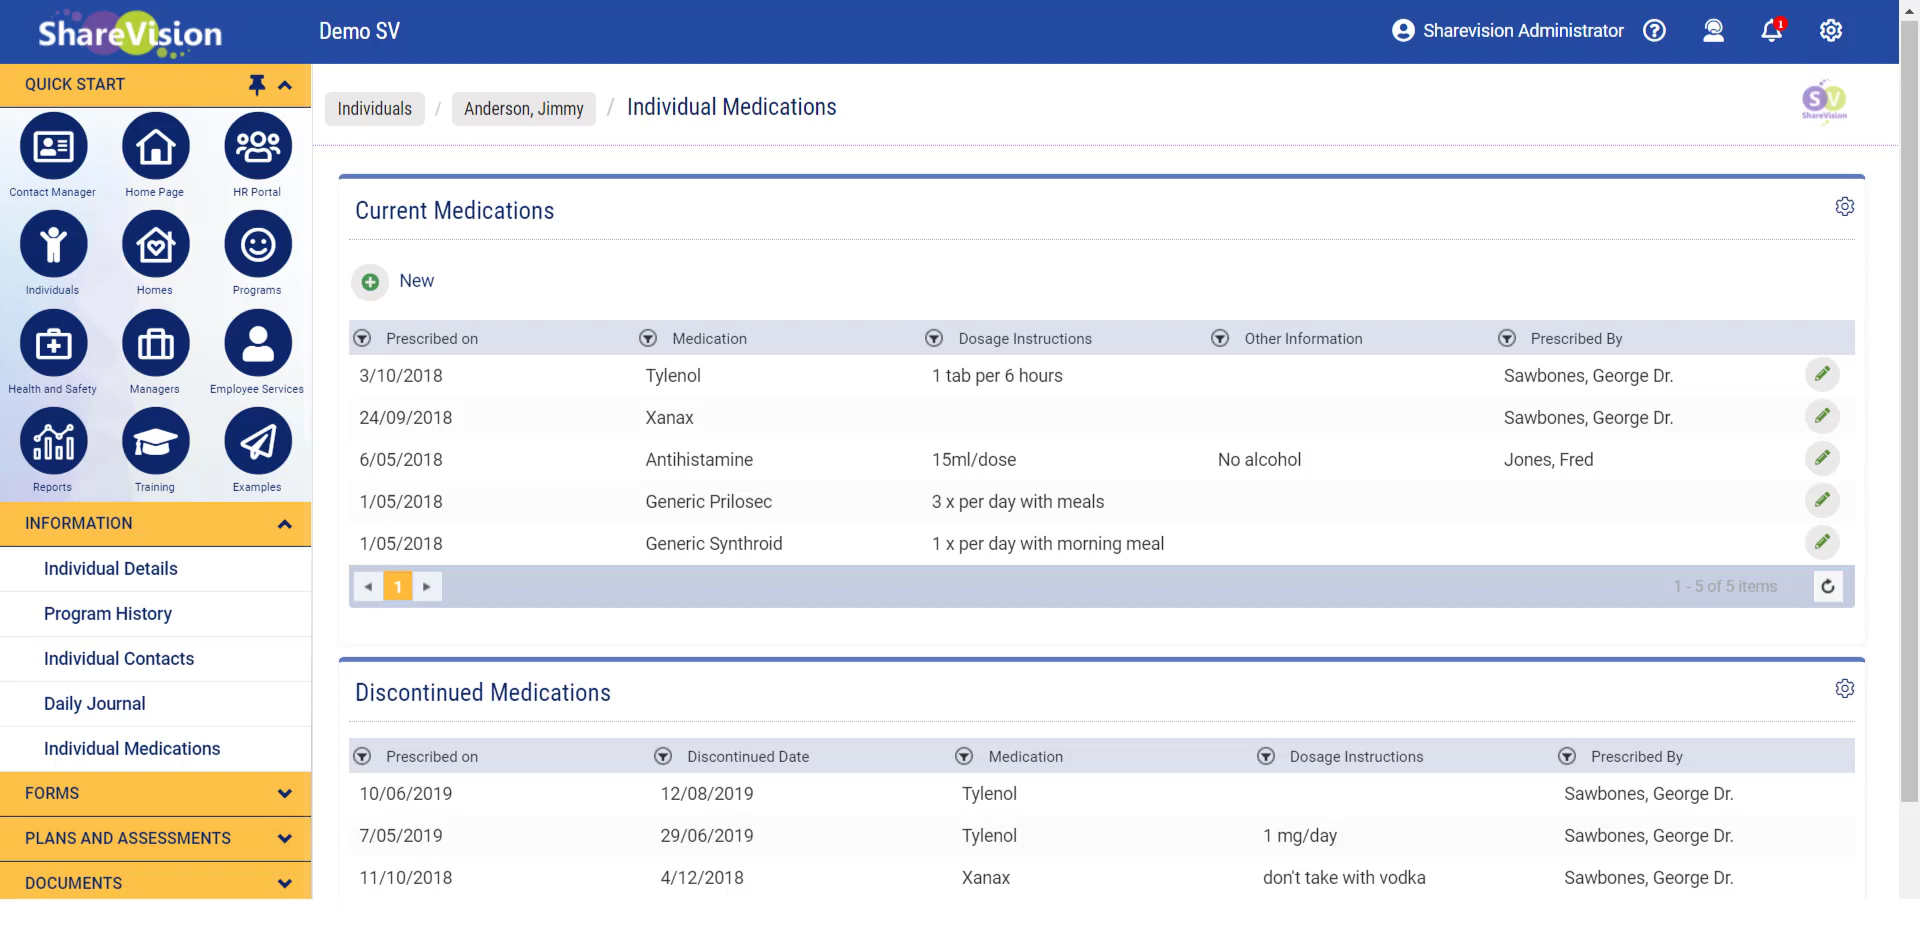 ShareVision
Demo SV
Sharevision Administrator
1
QUICK START
Contact Manager
Home Page
HR Portal
Individuals
Homes
Programs
Health and Safety
Managers
Employee Services
Reports
Training
Examples
INFORMATION
Individual Details
Program History
Individual Contacts
Daily Journal
Individual Medications
FORMS
PLANS AND ASSESSMENTS
DOCUMENTS
Individuals / Anderson, Jimmy / Individual Medications
SV
ShareVision
Current Medications
New
Prescribed on Medication Dosage Instructions Other Information Prescribed By
3/10/2018 Tylenol 1 tab per 6 hours Sawbones, George Dr.
24/09/2018 Xanax Sawbones, George Dr.
6/05/2018 Antihistamine 15ml/dose No alcohol Jones, Fred
1/05/2018 Generic Prilosec 3 x per day with meals
1/05/2018 Generic Synthroid 1 x per day with morning meal
1 1 - 5 of 5 items
Discontinued Medications
Prescribed on Discontinued Date Medication Dosage Instructions Prescribed By
10/06/2019 12/08/2019 Tylenol Sawbones, George Dr.
7/05/2019 29/06/2019 Tylenol 1 mg/day Sawbones, George Dr.
11/10/2018 4/12/2018 Xanax don't take with vodka Sawbones, George Dr.